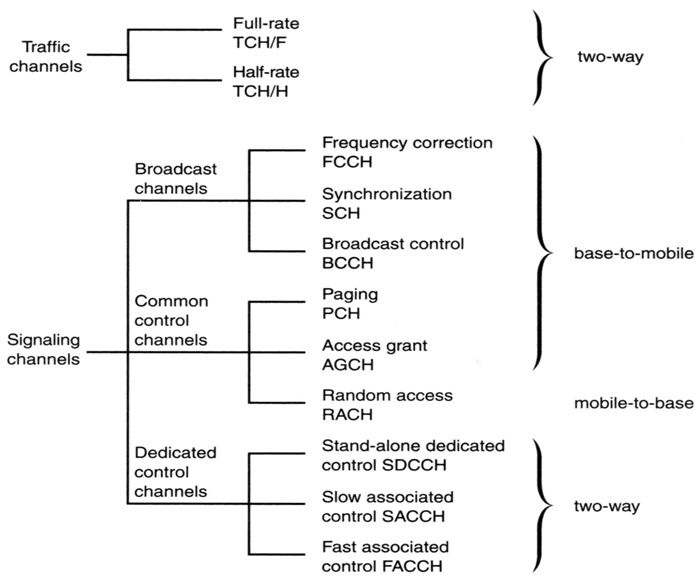 Traffic
channels
Full-rate
TCH/F
Half-rate
TCH/H
two-way
Signaling
channels
Broadcast
channels
Frequency correction
FCCH
Synchronization
SCH
Broadcast control
BCCH
Common
control
channels
Paging
PCH
Access grant
AGCH
base-to-mobile
Random access
RACH
mobile-to-base
Dedicated
control
channels
Stand-alone dedicated
control SDCCH
Slow associated
control SACCH
Fast associated
control FACCH
two-way